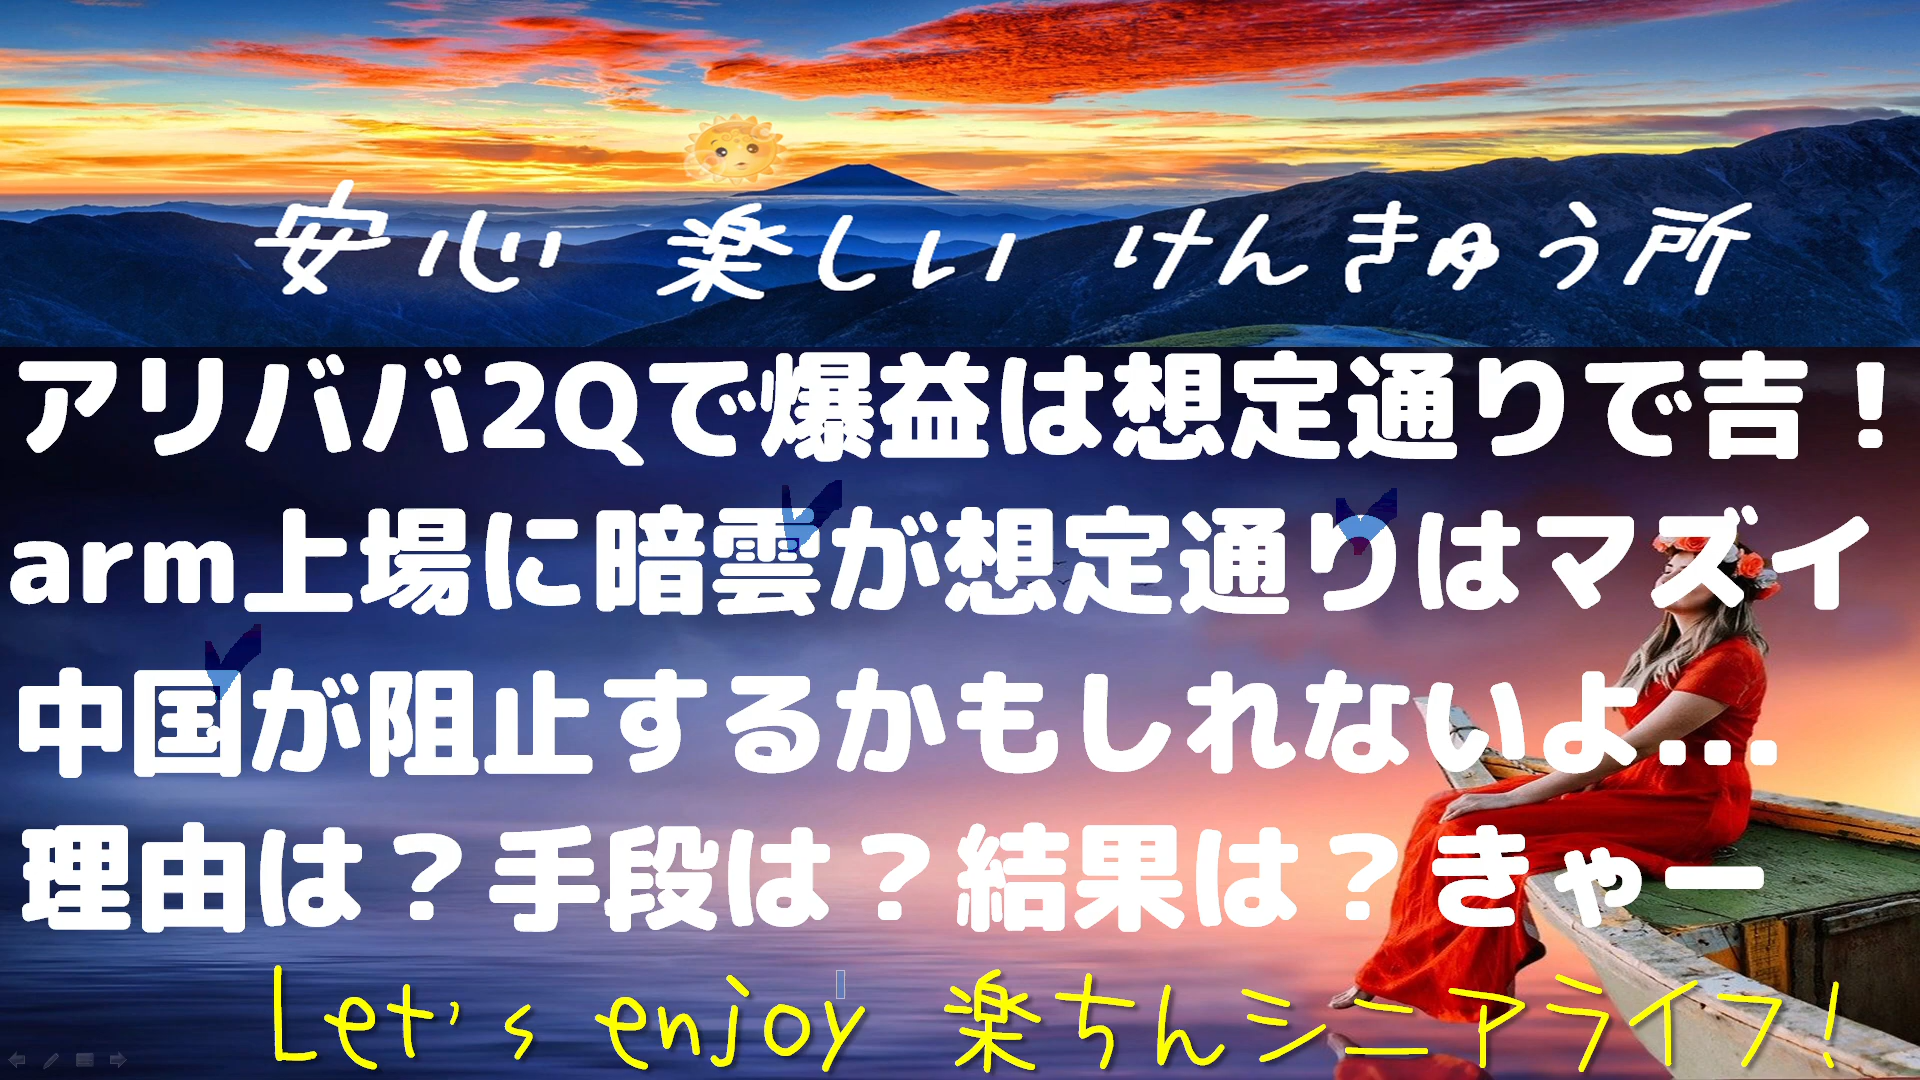 安心 楽しい けんきゅう所
アリババ2Qで爆益は想定通りで吉！
arm上場に暗雲が想定通りはマズイ
中国が阻止するかもしれないよ...
理由は？手段は？結果は？きゃー
Let's enjoy 楽ちんシニアライフ！